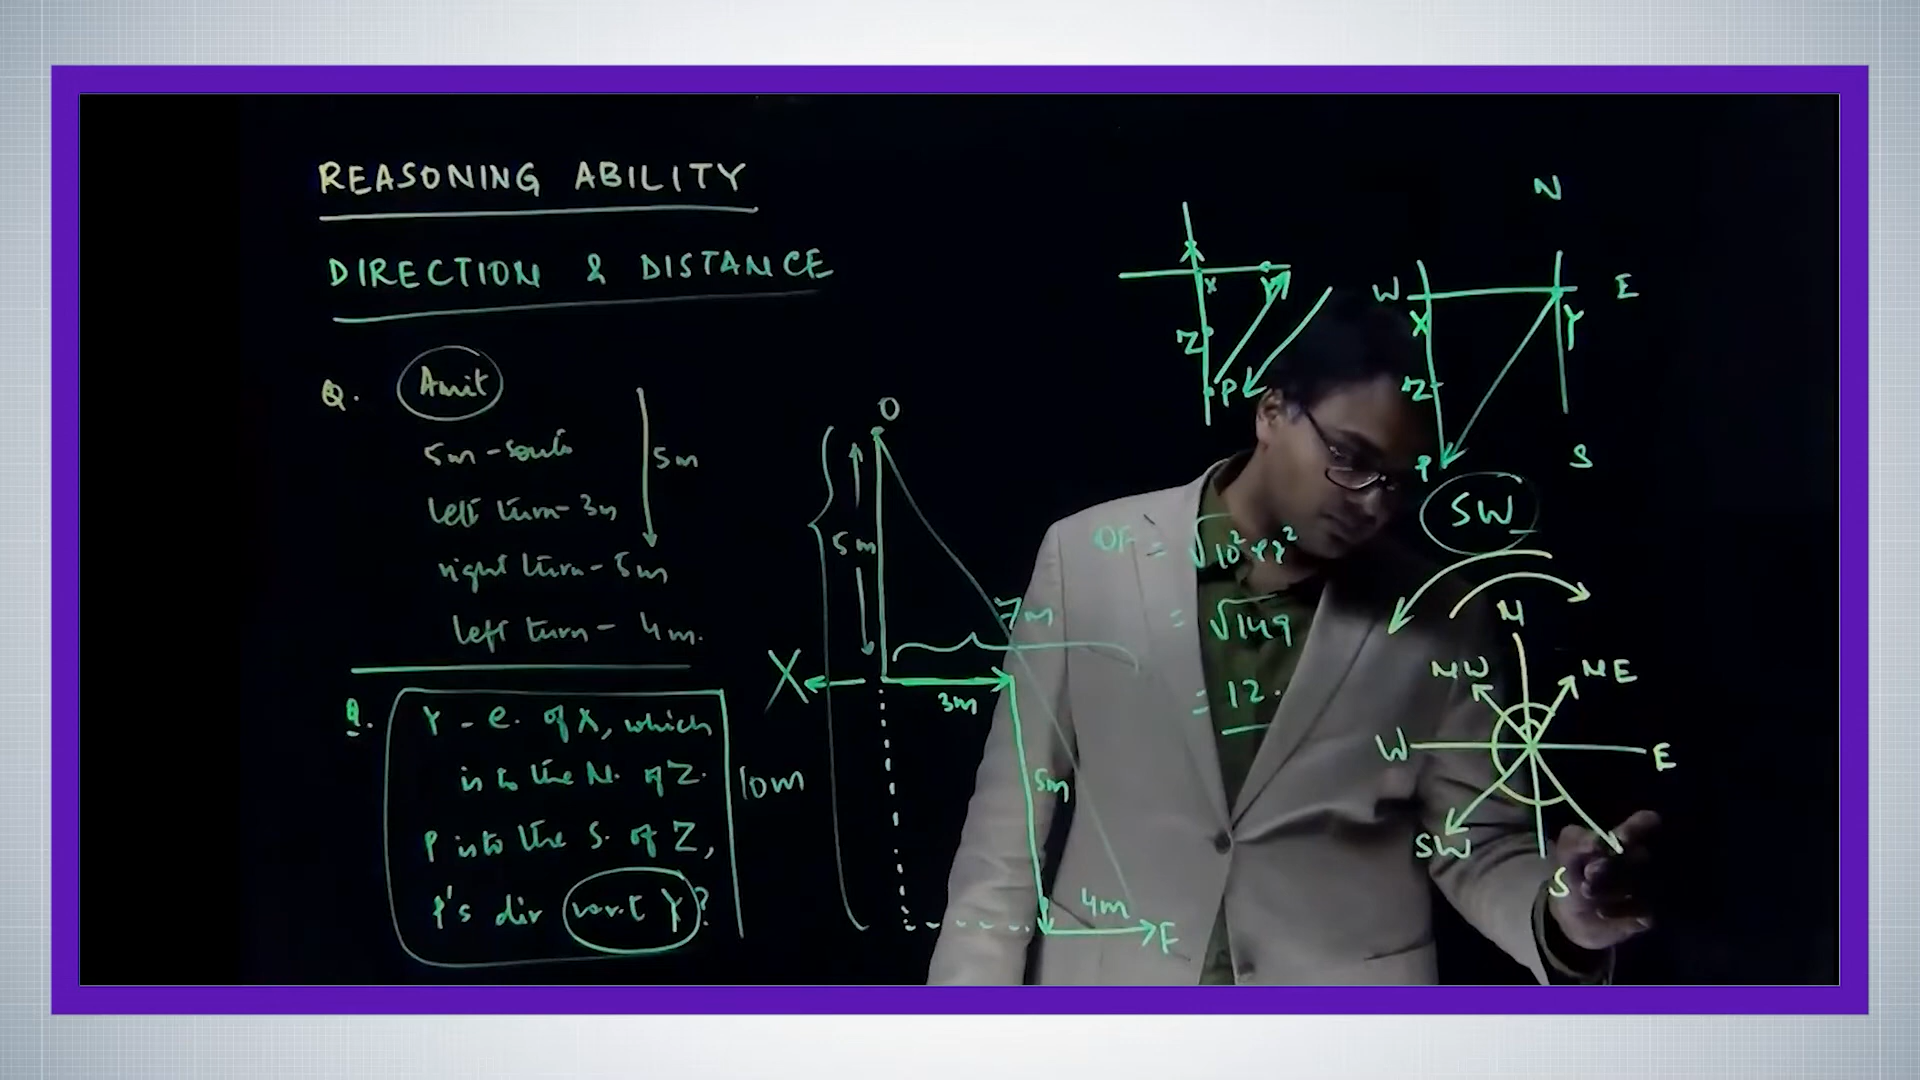 REASONING ABILITY
DIRECTION & DISTANCE
Q. Amit
5m - south
left turn - 3m
right turn - 5m
left turn - 4m.
5m
Q. Y - e. of X, which
is to the N. of Z.
P is to the S. of Z,
P's dir w.r.t Y?
O
5m
X
3m
7m
10m
5m
4m
F
OF = √10²+7²
= √149
= 12.
X
Y
Z
P
N
W
E
X
Y
Z
P
S
SW
N
NW
NE
W
E
SW
S